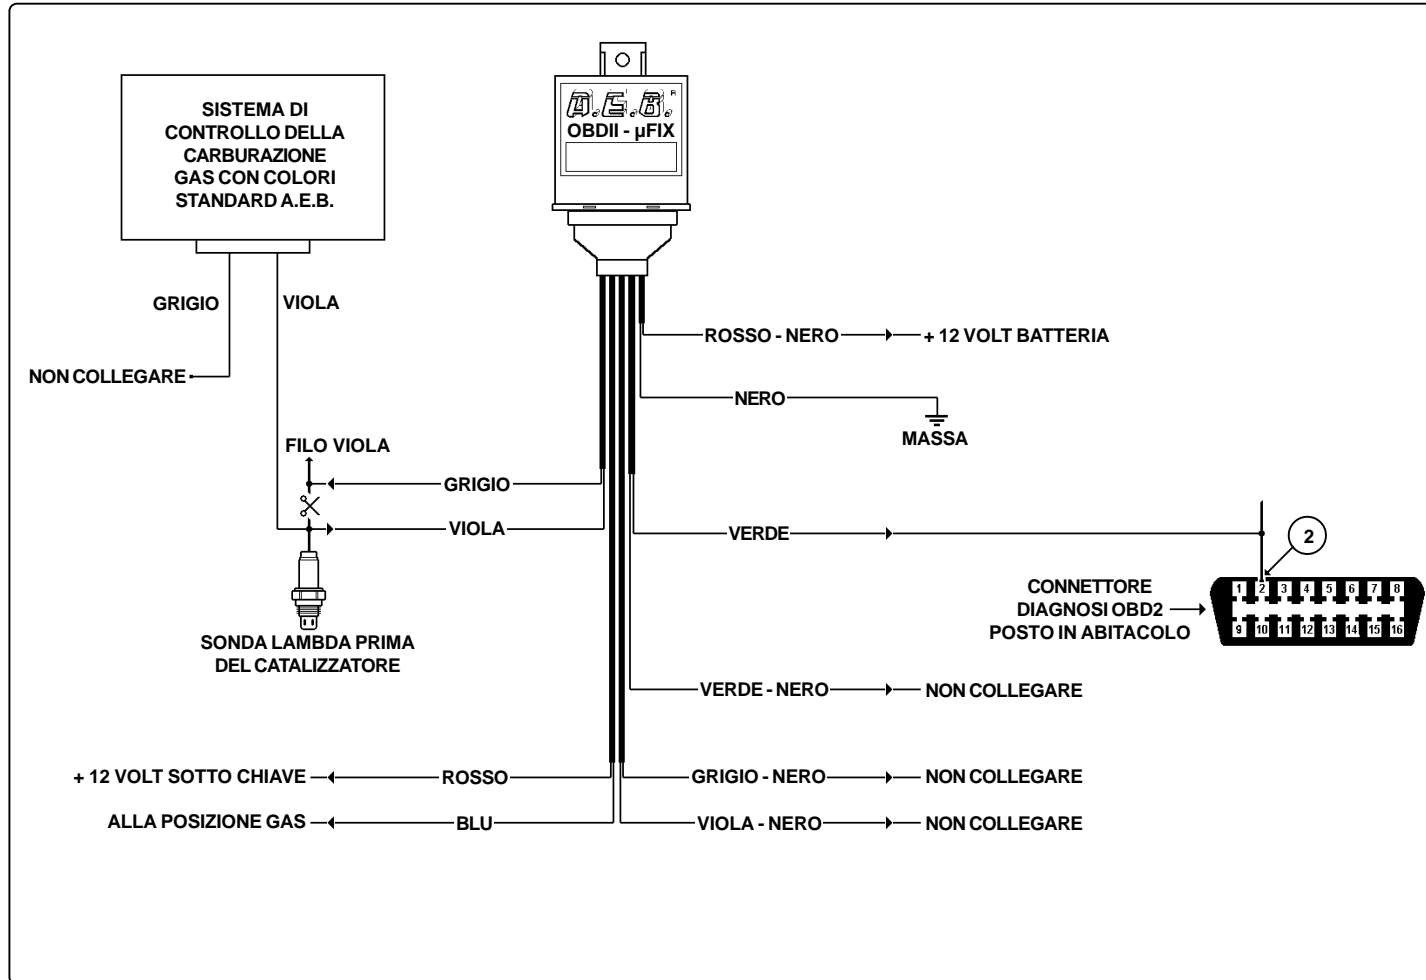 SISTEMA DI
CONTROLLO DELLA
CARBURAZIONE
GAS CON COLORI
STANDARD A.E.B.
A.E.B. R
OBDII - µFIX
GRIGIO
VIOLA
NON COLLEGARE
ROSSO - NERO
+ 12 VOLT BATTERIA
NERO
MASSA
FILO VIOLA
GRIGIO
VIOLA
SONDA LAMBDA PRIMA
DEL CATALIZZATORE
VERDE
2
CONNETTORE
DIAGNOSI OBD2
POSTO IN ABITACOLO
1 2 3 4 5 6 7 8
9 10 11 12 13 14 15 16
VERDE - NERO
NON COLLEGARE
+ 12 VOLT SOTTO CHIAVE
ROSSO
GRIGIO - NERO
NON COLLEGARE
ALLA POSIZIONE GAS
BLU
VIOLA - NERO
NON COLLEGARE